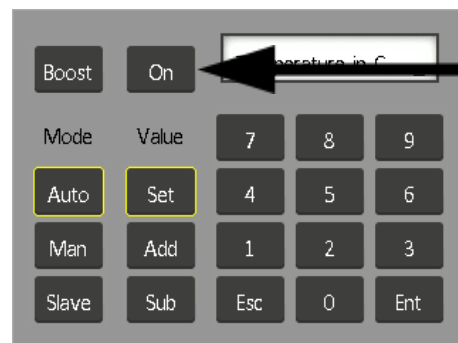 Boost On in C
Mode Value 7 8 9
Auto Set 4 5 6
Man Add 1 2 3
Slave Sub Esc 0 Ent